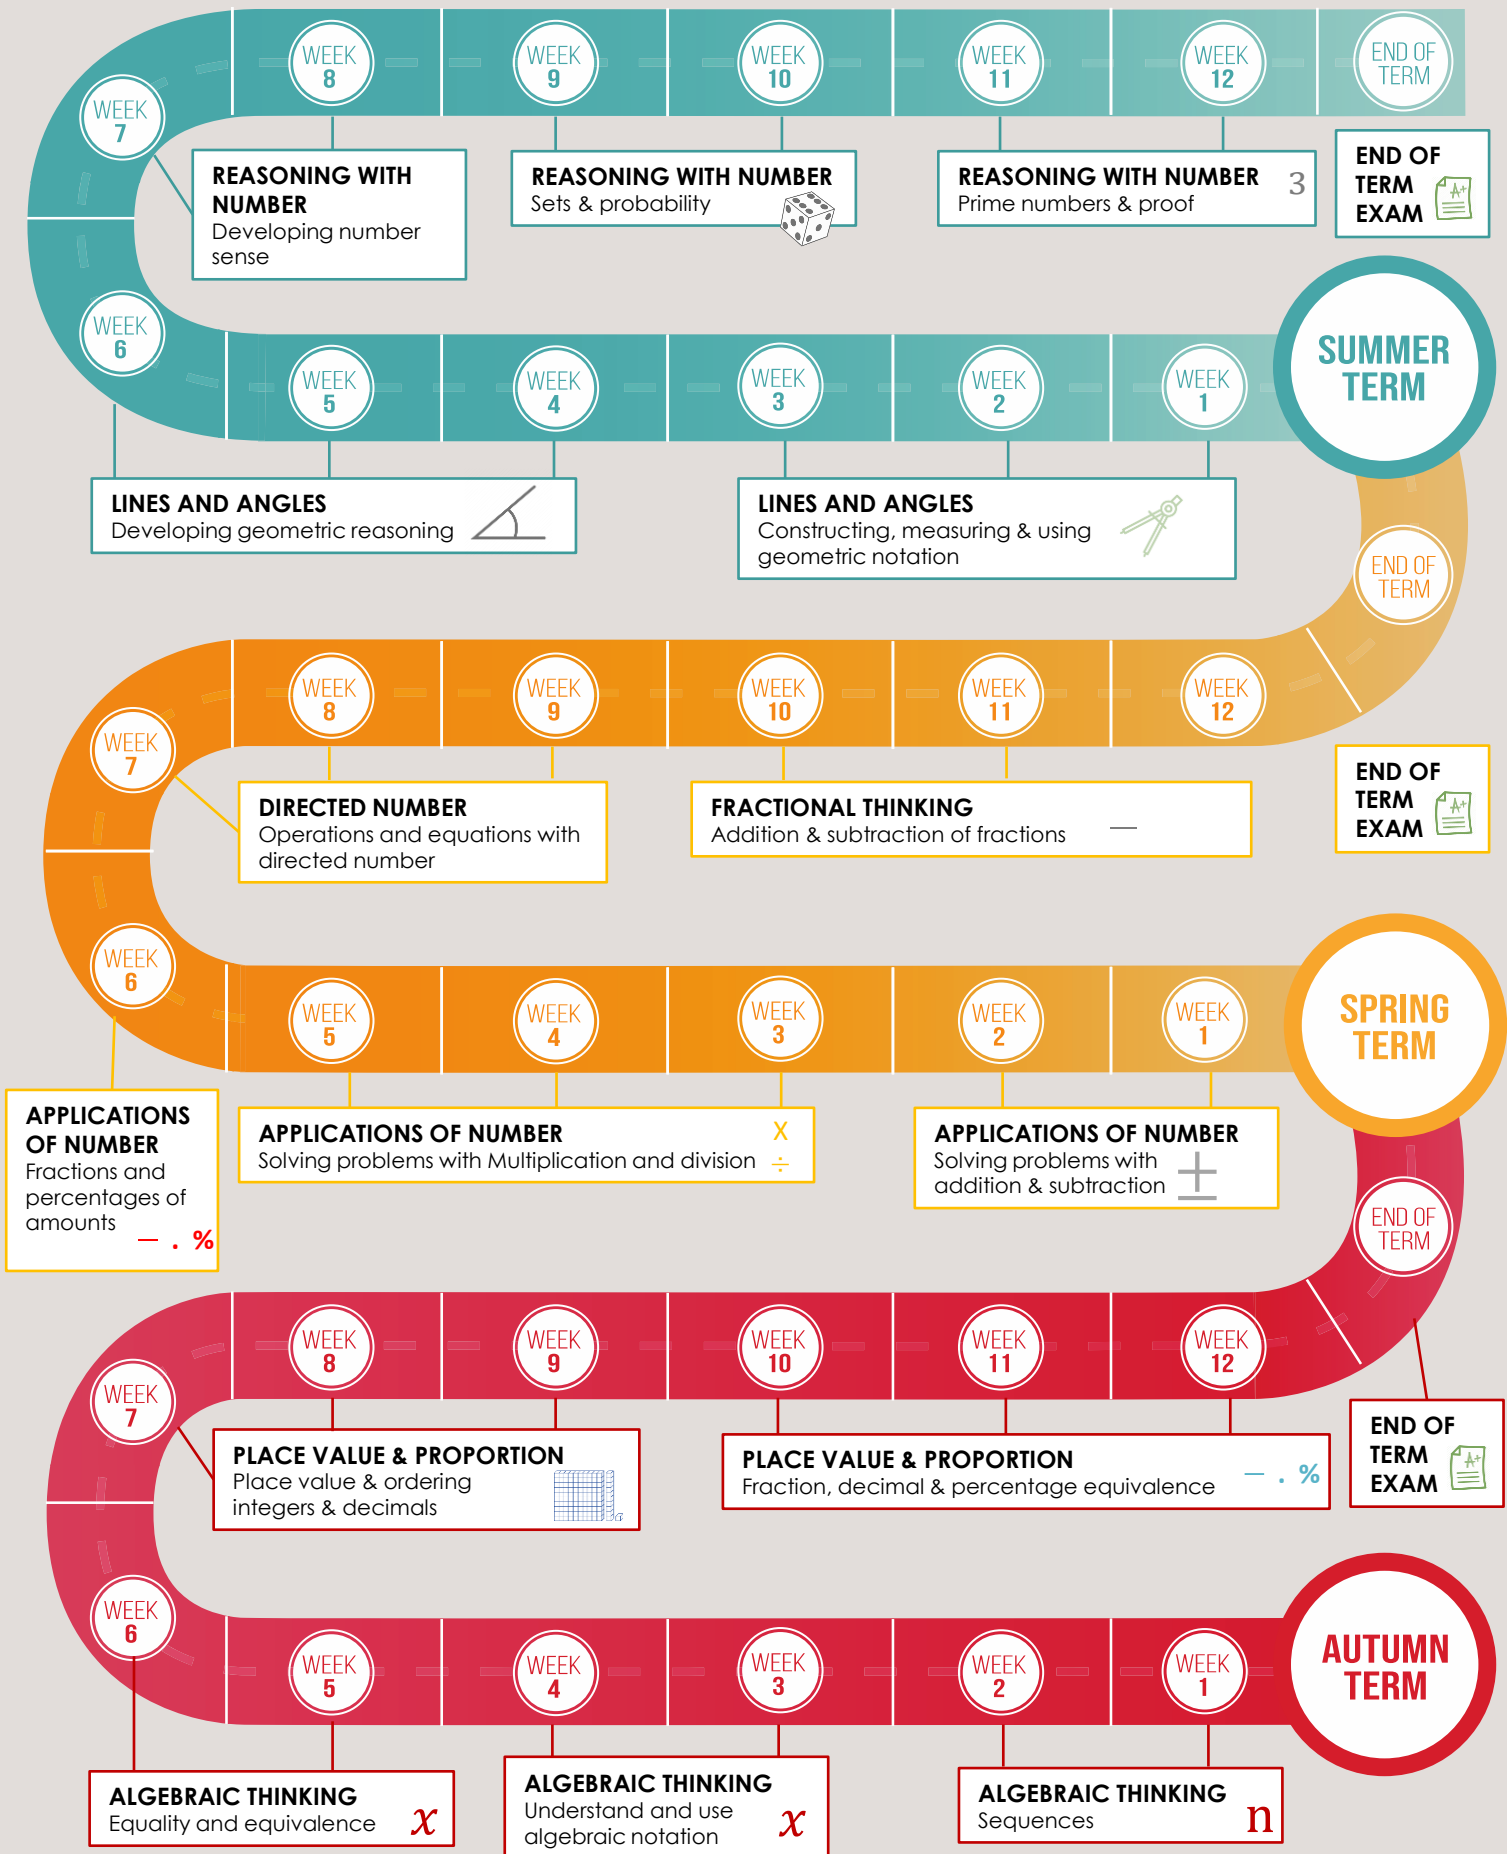 WEEK
8
WEEK
9
WEEK
10
WEEK
11
WEEK
12
END OF
TERM
WEEK
7
REASONING WITH
NUMBER
Developing number
sense
REASONING WITH NUMBER
Sets & probability
REASONING WITH NUMBER
Prime numbers & proof
3
END OF
TERM
EXAM
A+
WEEK
6
WEEK
5
WEEK
4
WEEK
3
WEEK
2
WEEK
1
SUMMER
TERM
LINES AND ANGLES
Developing geometric reasoning
LINES AND ANGLES
Constructing, measuring & using
geometric notation
END OF
TERM
WEEK
7
WEEK
8
WEEK
9
WEEK
10
WEEK
11
WEEK
12
DIRECTED NUMBER
Operations and equations with
directed number
FRACTIONAL THINKING
Addition & subtraction of fractions
—
END OF
TERM
EXAM
A+
WEEK
6
WEEK
5
WEEK
4
WEEK
3
WEEK
2
WEEK
1
SPRING
TERM
APPLICATIONS
OF NUMBER
Fractions and
percentages of
amounts
— . %
APPLICATIONS OF NUMBER
Solving problems with Multiplication and division
X
÷
APPLICATIONS OF NUMBER
Solving problems with
addition & subtraction
±
END OF
TERM
WEEK
7
WEEK
8
WEEK
9
WEEK
10
WEEK
11
WEEK
12
PLACE VALUE & PROPORTION
Place value & ordering
integers & decimals
PLACE VALUE & PROPORTION
Fraction, decimal & percentage equivalence
— . %
END OF
TERM
EXAM
A+
WEEK
6
WEEK
5
WEEK
4
WEEK
3
WEEK
2
WEEK
1
AUTUMN
TERM
ALGEBRAIC THINKING
Equality and equivalence
x
ALGEBRAIC THINKING
Understand and use
algebraic notation
x
ALGEBRAIC THINKING
Sequences
n